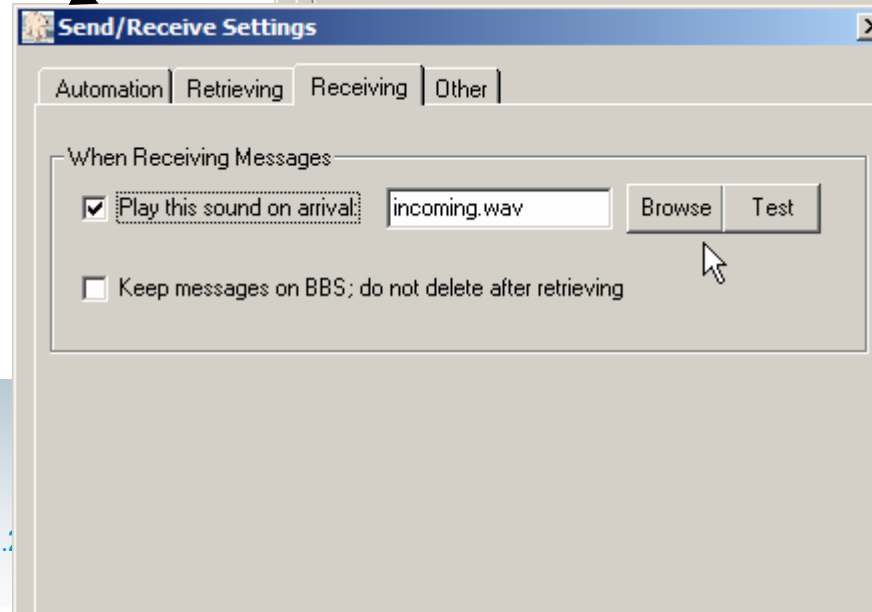 Send/Receive Settings
Automation Retrieving Receiving Other
When Receiving Messages
Play this sound on arrival: incoming.wav Browse Test
Keep messages on BBS; do not delete after retrieving